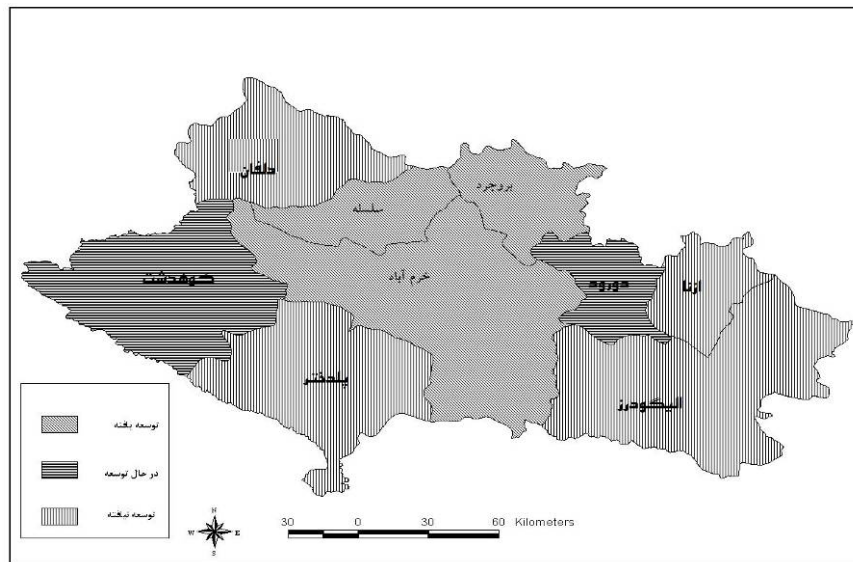 دلفان
بروجرد
سلسله
کوهدشت
خرم آباد
دورود
ازنا
پلدختر
الیگودرز
توسعه یافته
در حال توسعه
توسعه نیافته
N
W E
S
30 0 30 60 Kilometers